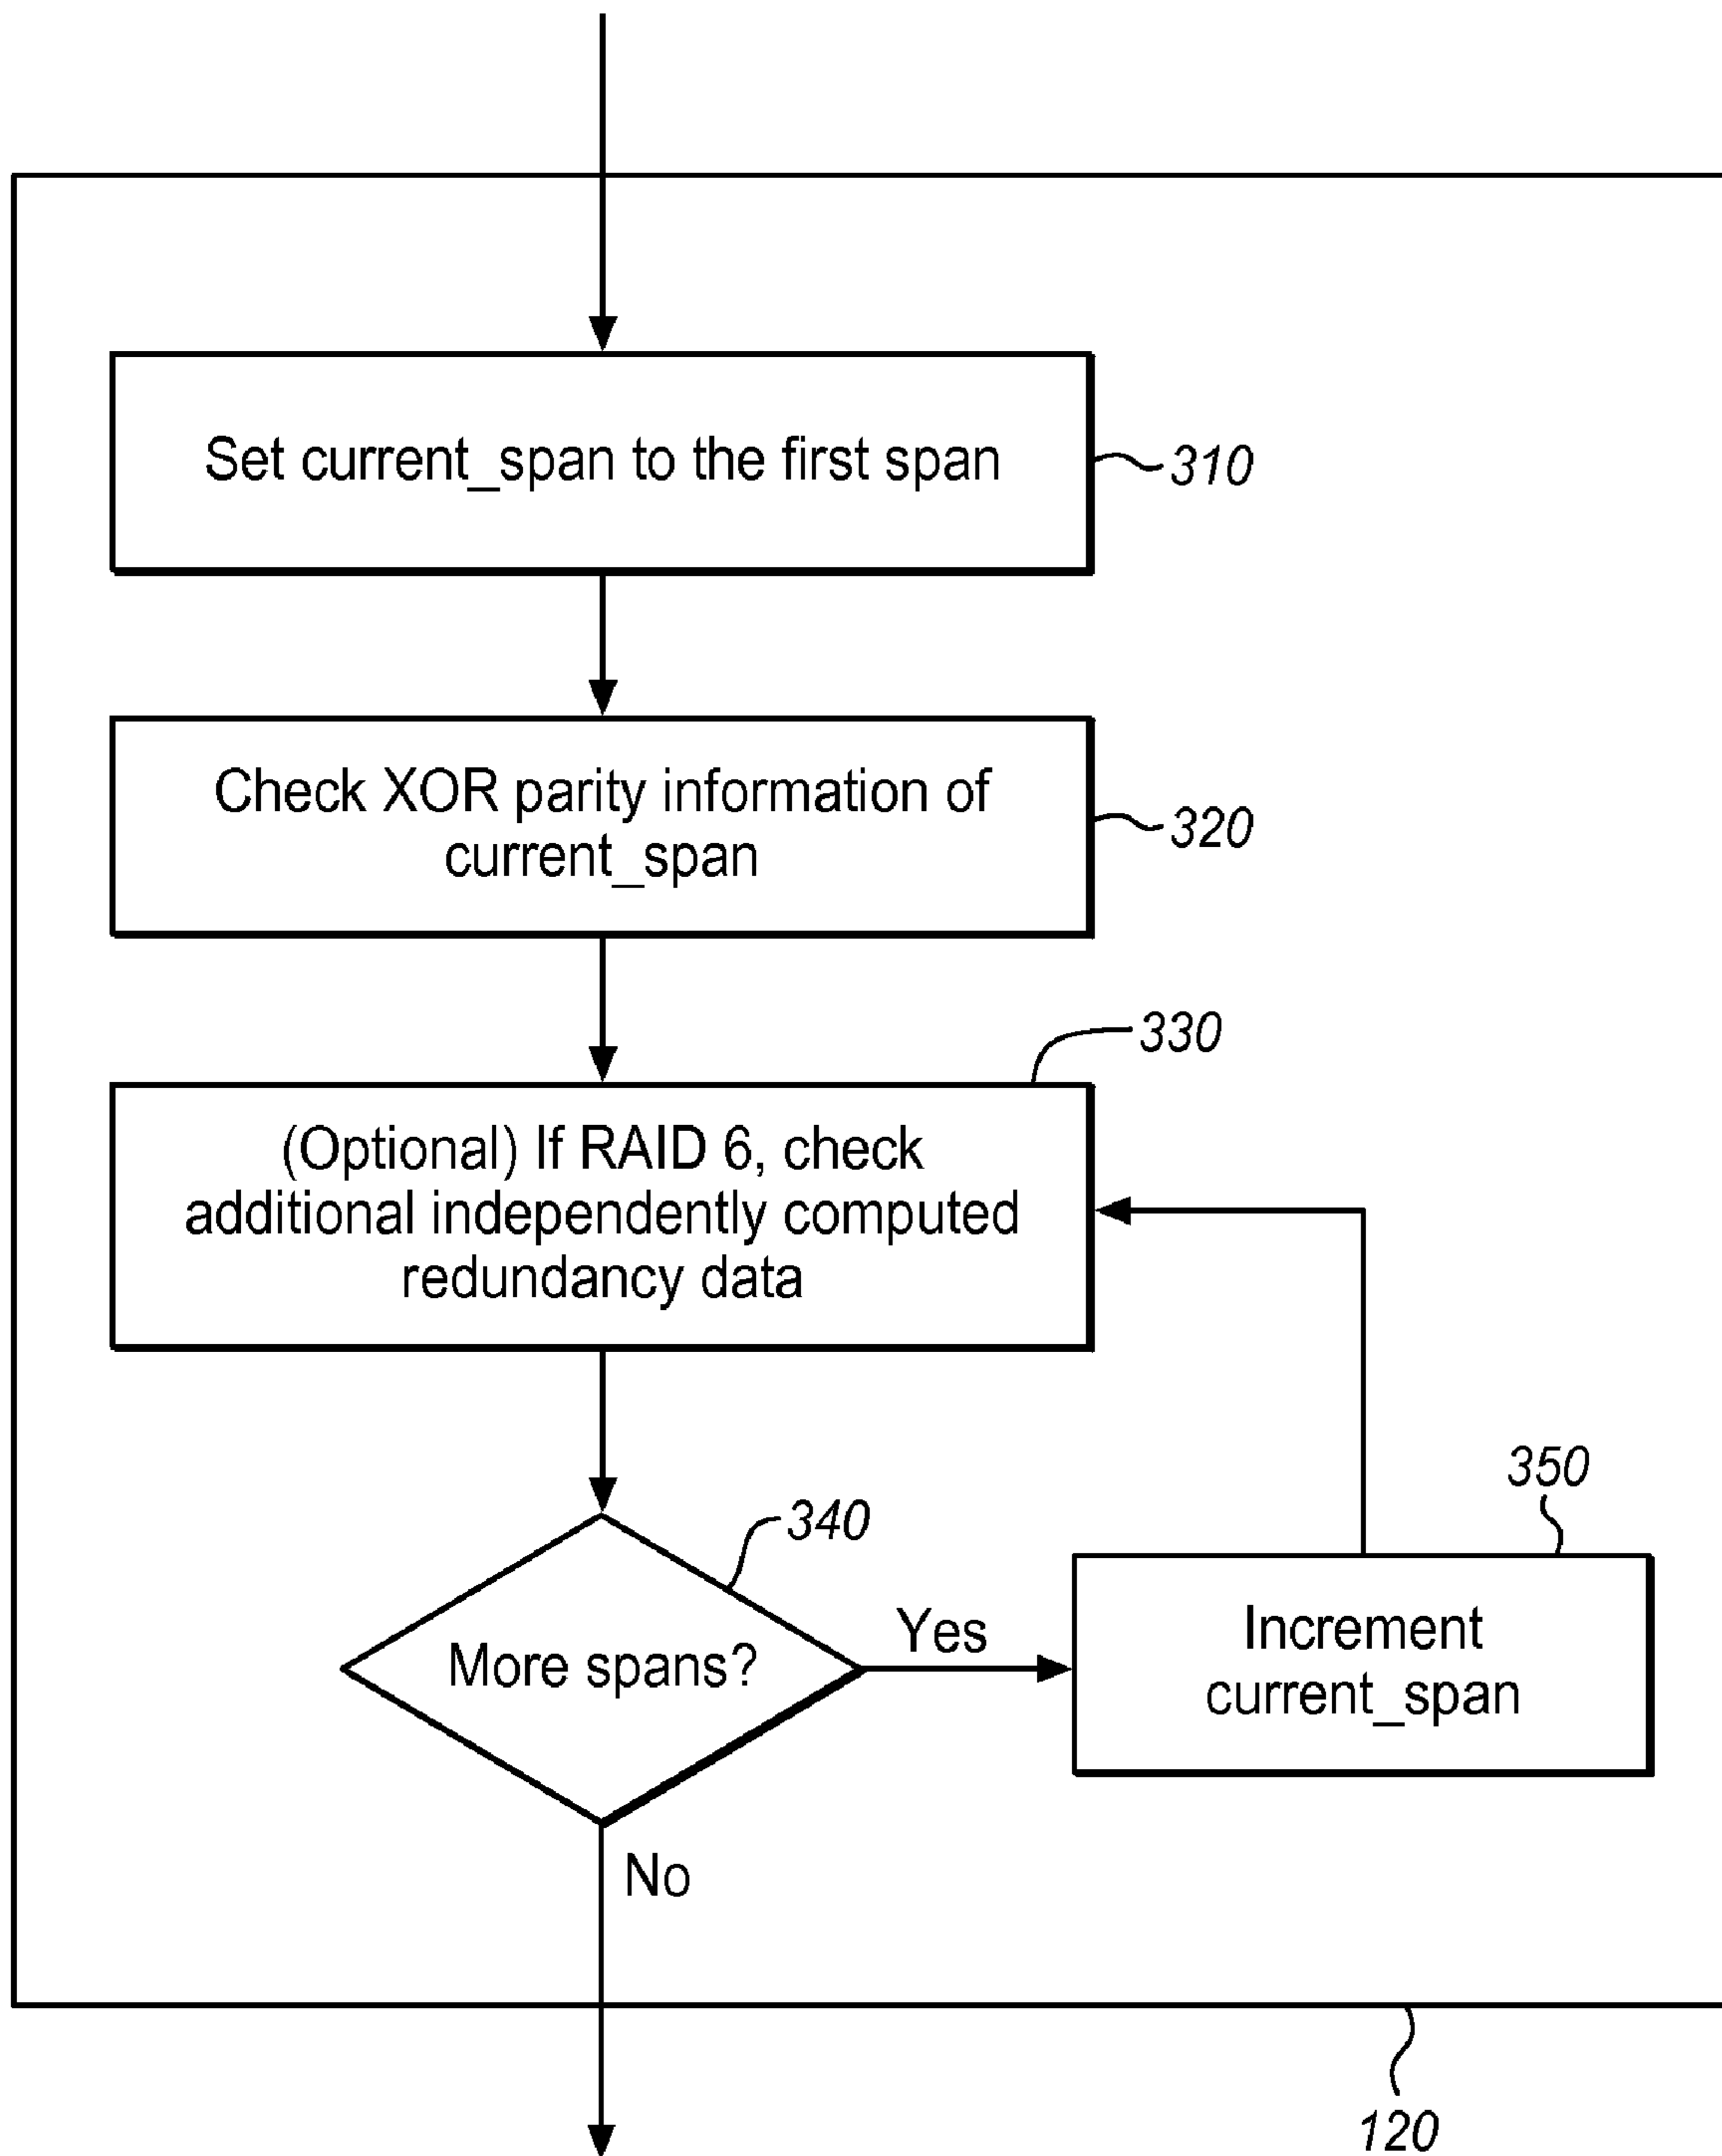 Set current_span to the first span
310
Check XOR parity information of
current_span
320
330
(Optional) If RAID 6, check
additional independently computed
redundancy data
340
More spans?
Yes
350
Increment
current_span
No
120